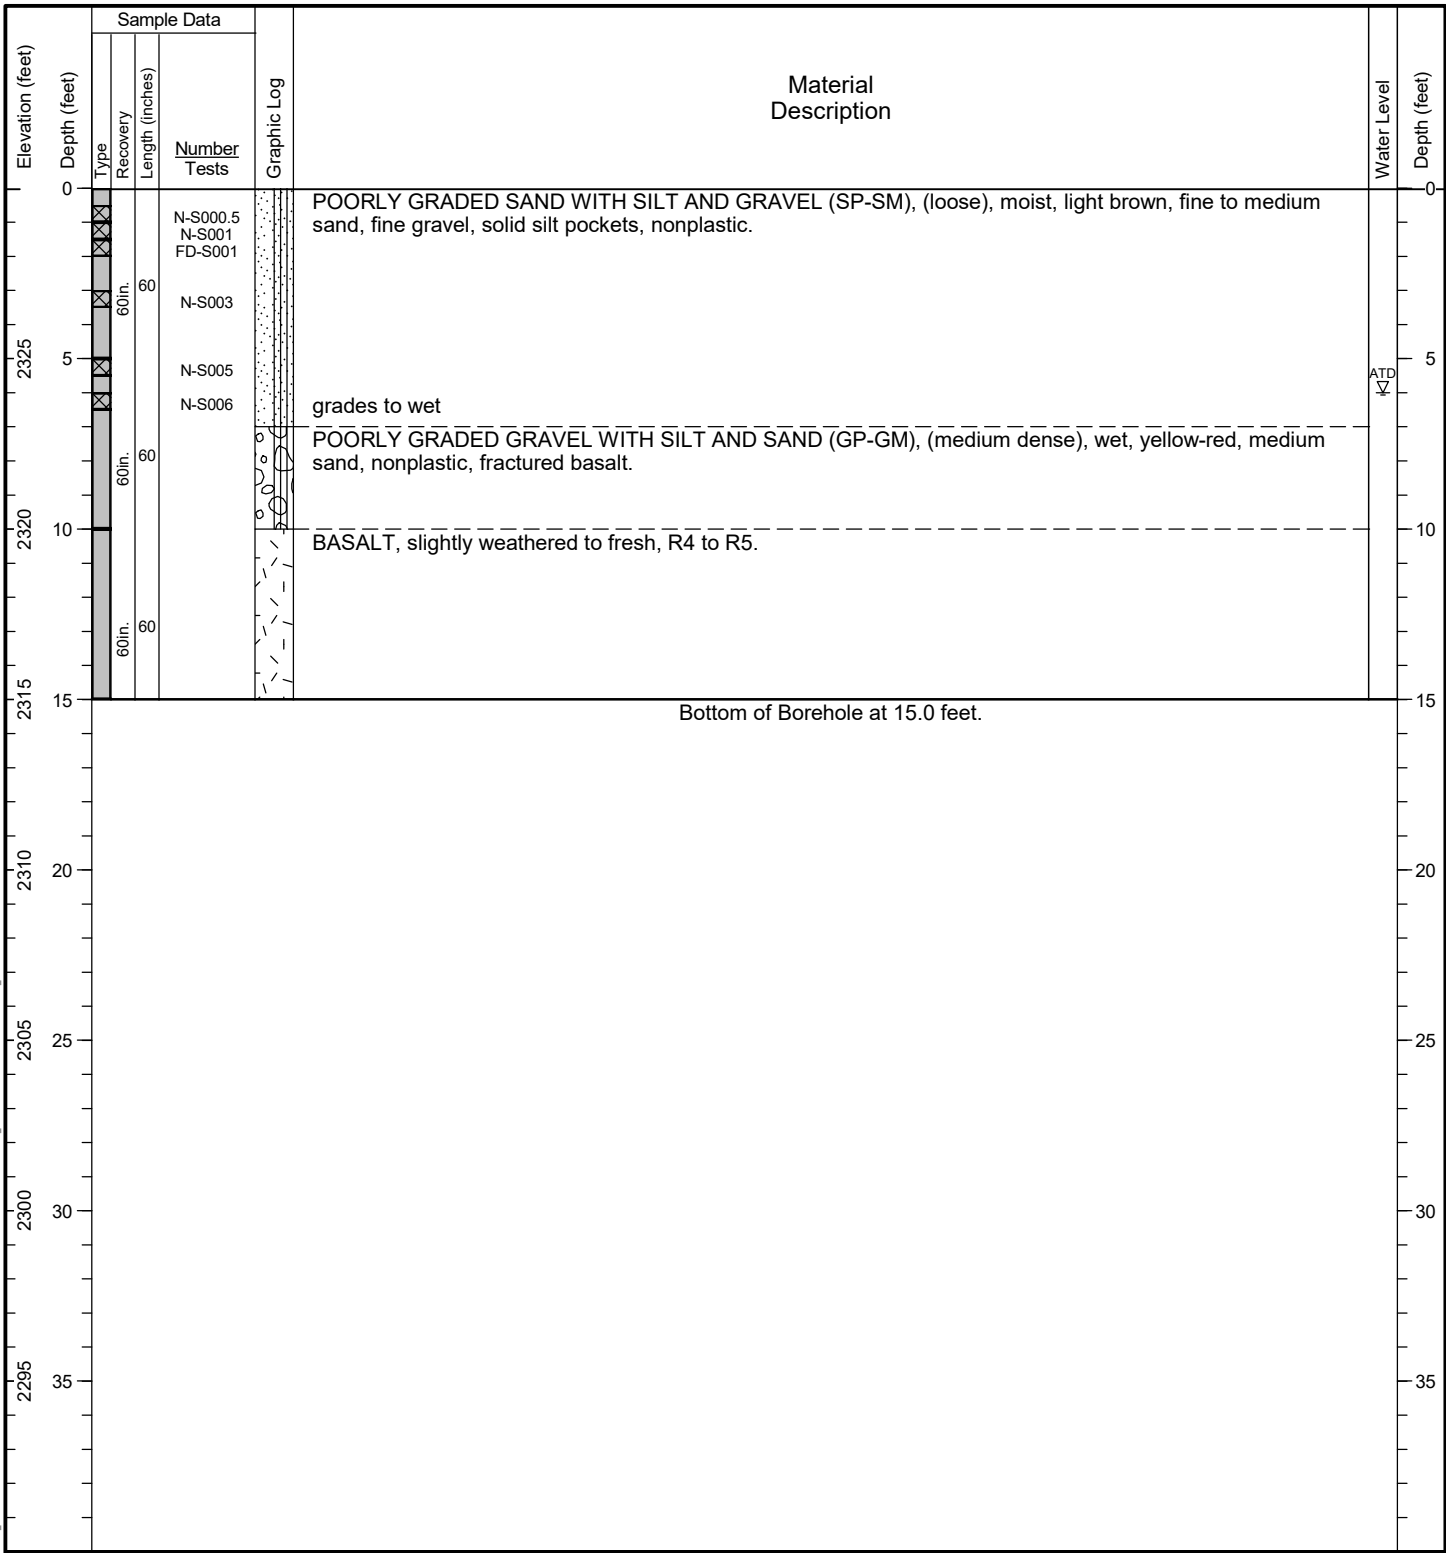 Sample Data
Elevation (feet)
Depth (feet)
Type
Recovery
Length (inches)
Number
Tests
Graphic Log
Material
Description
Water Level
Depth (feet)
0
POORLY GRADED SAND WITH SILT AND GRAVEL (SP-SM), (loose), moist, light brown, fine to medium
sand, fine gravel, solid silt pockets, nonplastic.
0
N-S000.5
N-S001
FD-S001
60in.
60
N-S003
2325
5
N-S005
5
ATD
N-S006
grades to wet
POORLY GRADED GRAVEL WITH SILT AND SAND (GP-GM), (medium dense), wet, yellow-red, medium
sand, nonplastic, fractured basalt.
60in.
60
2320
10
10
BASALT, slightly weathered to fresh, R4 to R5.
60in.
60
2315
15
15
Bottom of Borehole at 15.0 feet.
2310
20
20
2305
25
25
2300
30
30
2295
35
35